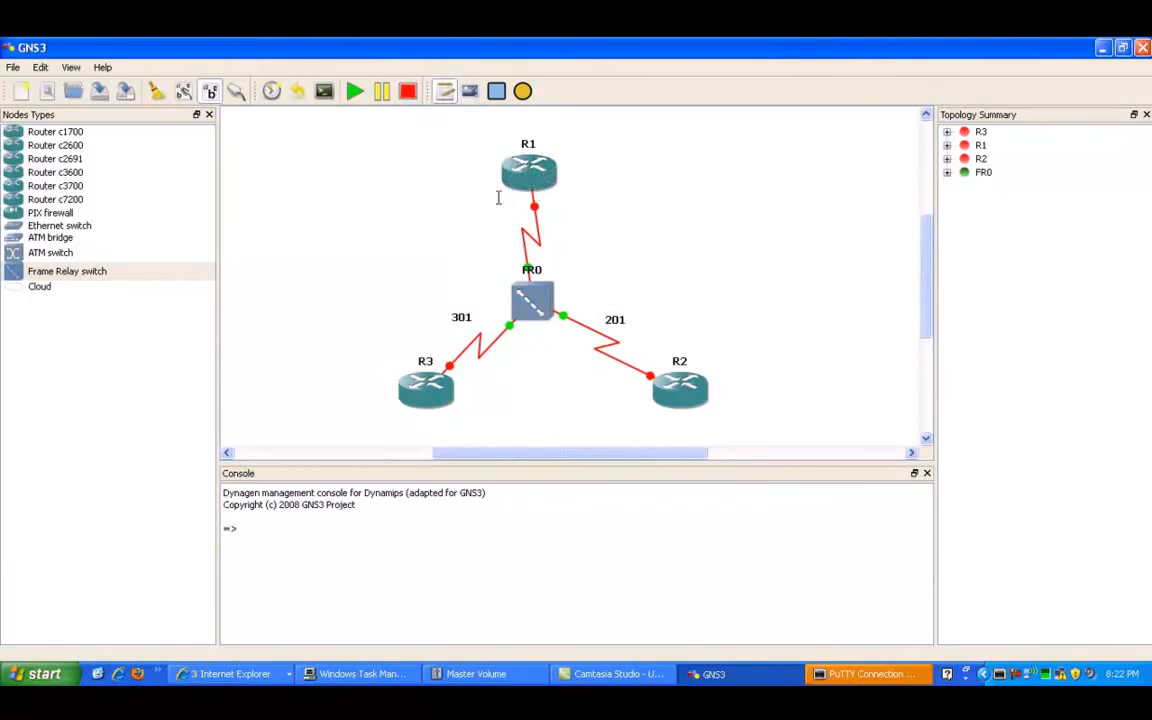 GNS3
File Edit View Help
Nodes Types
Router c1700
Router c2600
Router c2691
Router c3600
Router c3700
Router c7200
PIX firewall
Ethernet switch
ATM bridge
ATM switch
Frame Relay switch
Cloud
R1
FR0
301
201
R3
R2
Topology Summary
R3
R1
R2
FR0
Console
Dynagen management console for Dynamips (adapted for GNS3)
Copyright (c) 2008 GNS3 Project
=>
start
3 Internet Explorer
Windows Task Man...
Master Volume
Camtasia Studio - U...
GNS3
PuTTY Connection ...
8:22 PM